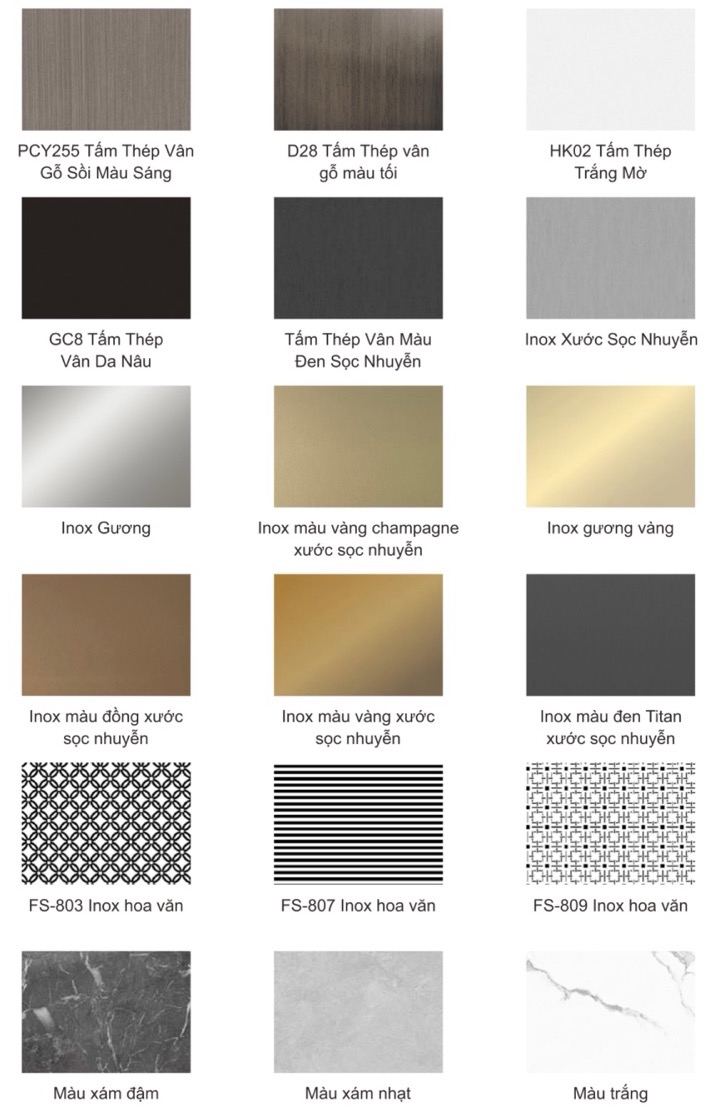 PCY255 Tấm Thép Vân
Gỗ Sồi Màu Sáng
D28 Tấm Thép vân
gỗ màu tối
HK02 Tấm Thép
Trắng Mờ
GC8 Tấm Thép
Vân Da Nâu
Tấm Thép Vân Màu
Đen Sọc Nhuyễn
Inox Xước Sọc Nhuyễn
Inox Gương
Inox màu vàng champagne
xước sọc nhuyễn
Inox gương vàng
Inox màu đồng xước
sọc nhuyễn
Inox màu vàng xước
sọc nhuyễn
Inox màu đen Titan
xước sọc nhuyễn
FS-803 Inox hoa văn
FS-807 Inox hoa văn
FS-809 Inox hoa văn
Màu xám đậm
Màu xám nhạt
Màu trắng